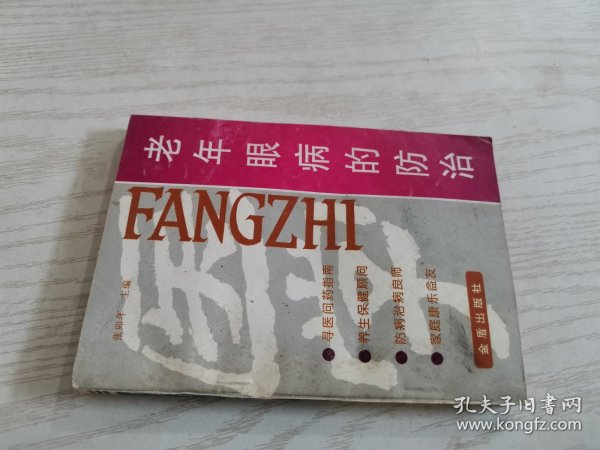 老年眼病的防治
FANGZHI
张卯年 主编
寻医问药指南
养生保健顾问
防病治病良师
家庭康乐益友
金盾出版社
孔夫子旧书网
www.kongfz.com